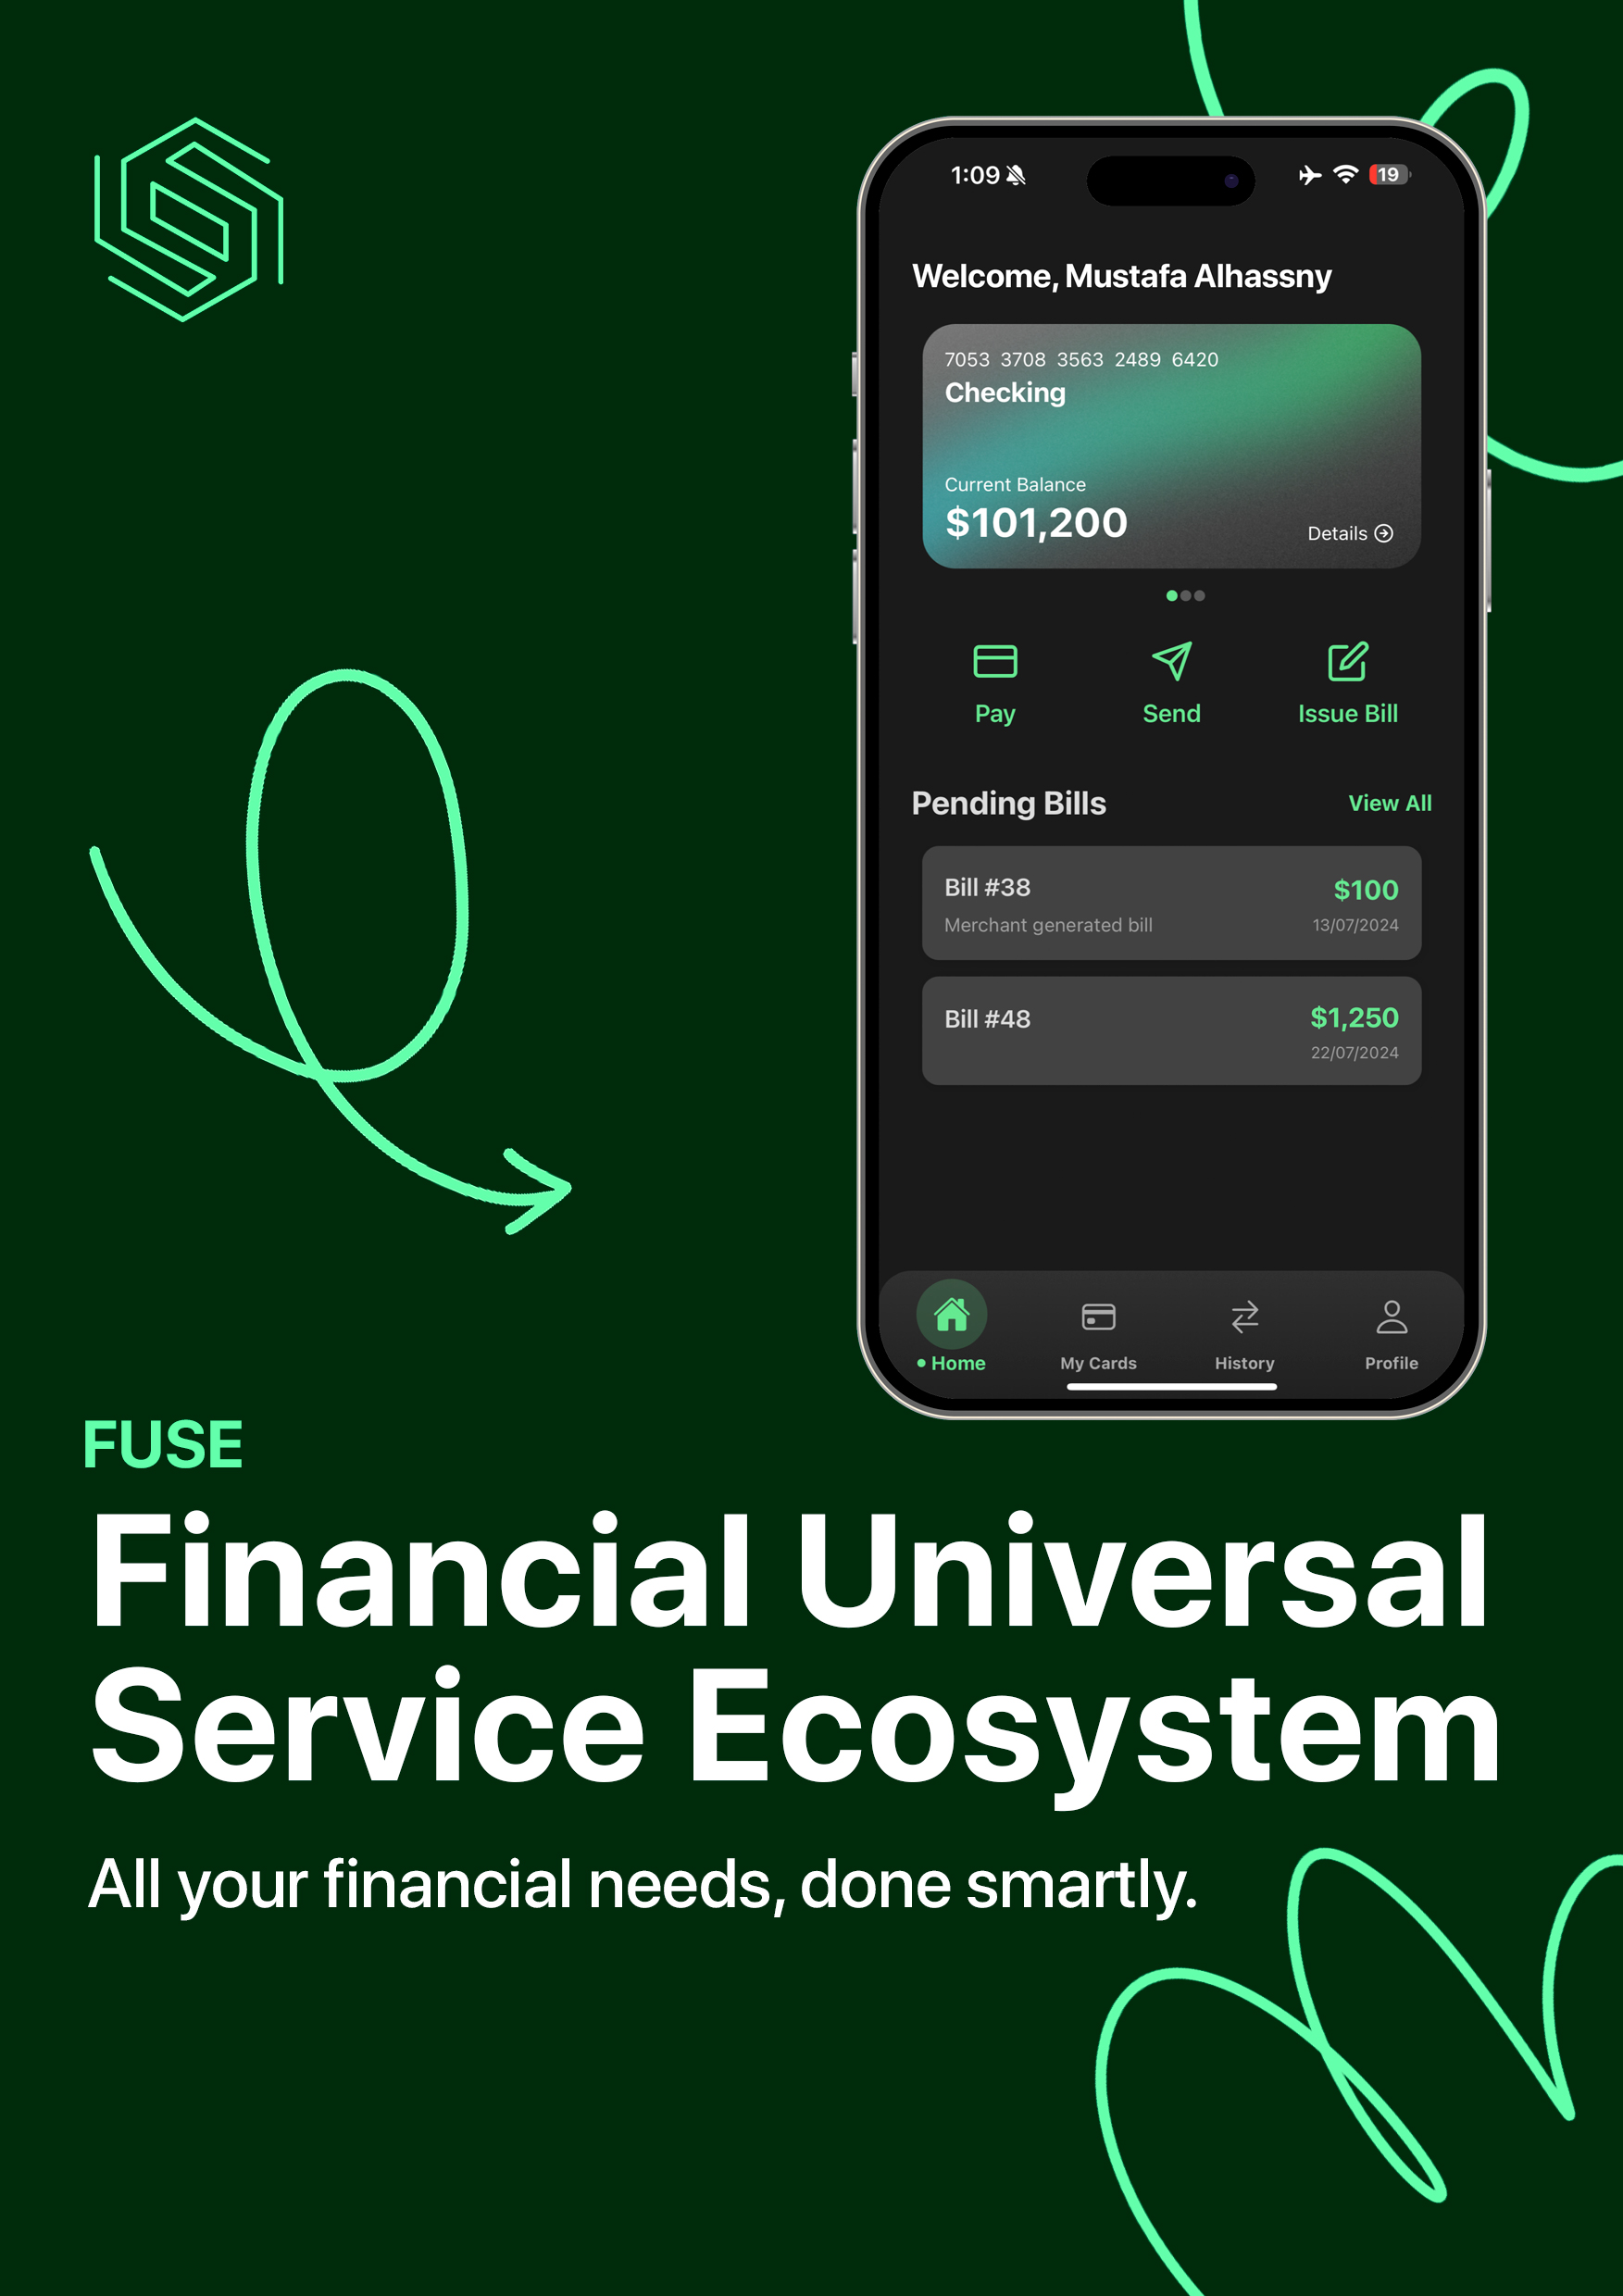 1:09
19
Welcome, Mustafa Alhassny
7053 3708 3563 2489 6420
Checking
Current Balance
$101,200
Details
Pay
Send
Issue Bill
Pending Bills
View All
Bill #38
$100
Merchant generated bill
13/07/2024
Bill #48
$1,250
22/07/2024
Home
My Cards
History
Profile
FUSE
Financial Universal
Service Ecosystem
All your financial needs, done smartly.